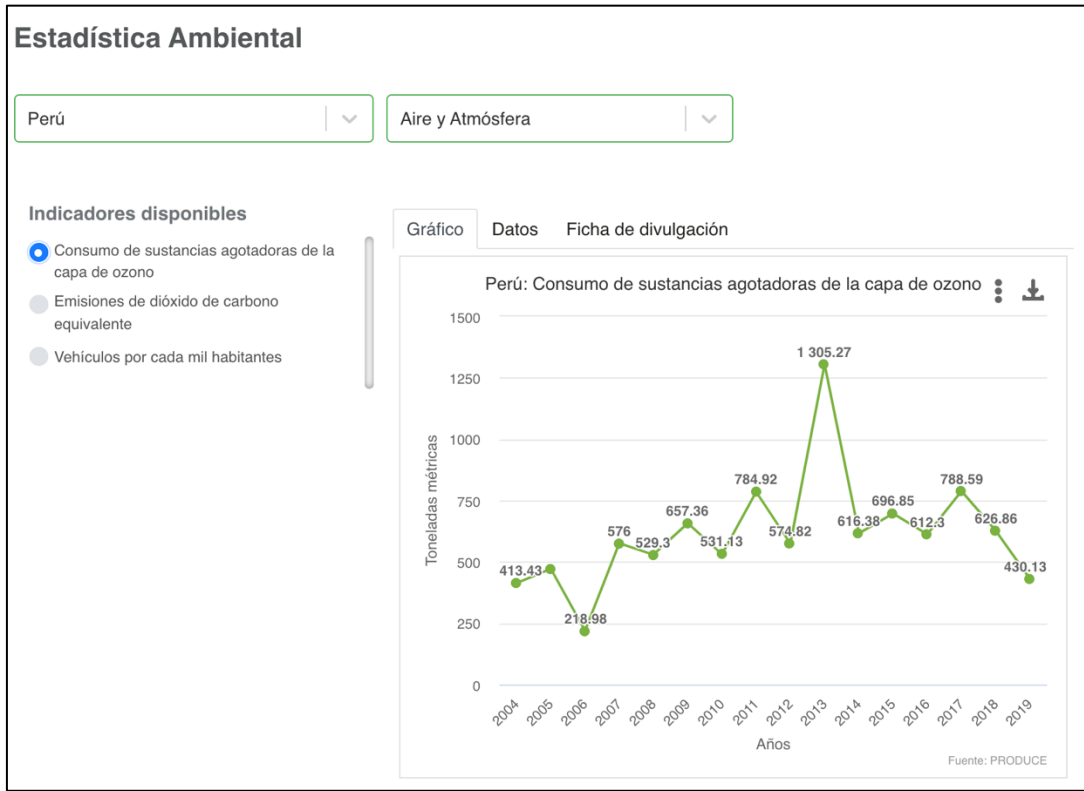 Estadística Ambiental
Perú
Aire y Atmósfera
Indicadores disponibles
Consumo de sustancias agotadoras de la
capa de ozono
Emisiones de dióxido de carbono
equivalente
Vehículos por cada mil habitantes
Gráfico Datos Ficha de divulgación
Perú: Consumo de sustancias agotadoras de la capa de ozono
Toneladas métricas
1500
1250
1000
750
500
250
0
413.43
218.98
576
529.3
657.36
531.13
784.92
574.82
1 305.27
616.38
696.85
612.3
788.59
626.86
430.13
2004 2005 2006 2007 2008 2009 2010 2011 2012 2013 2014 2015 2016 2017 2018 2019
Años
Fuente: PRODUCE